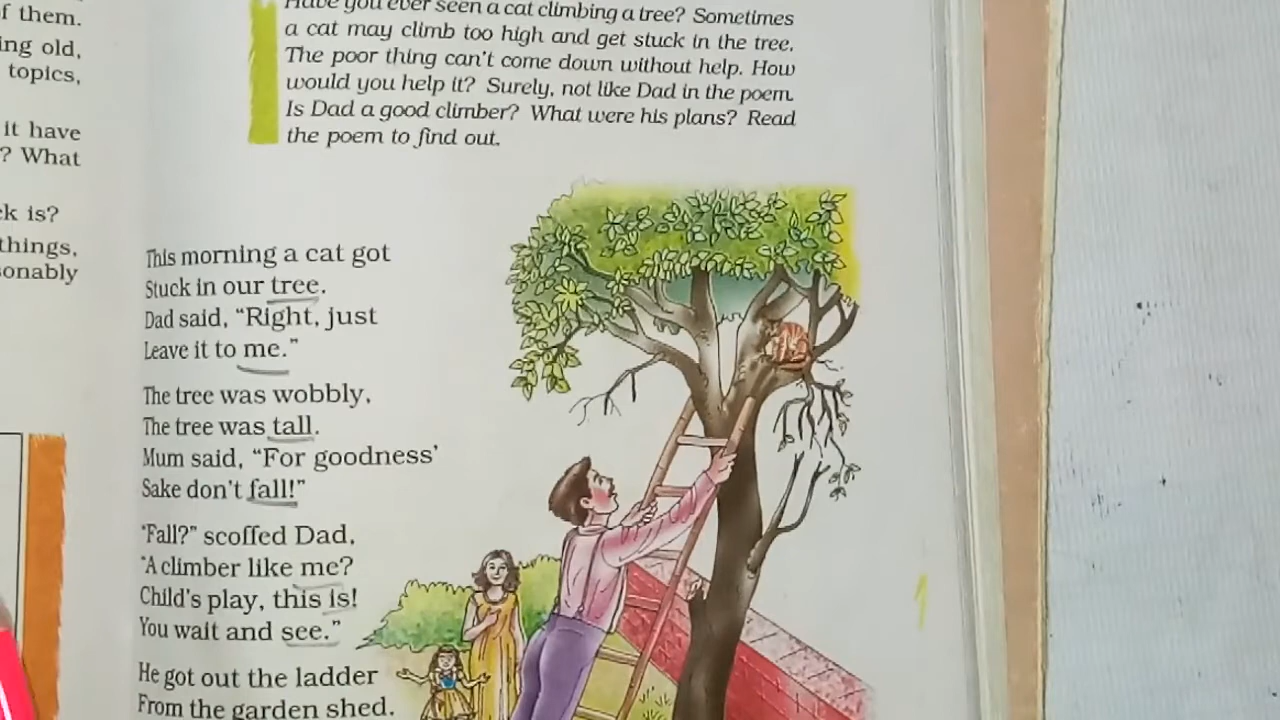 f them.
ing old,
topics,
it have
? What
ck is?
things,
sonably
Have you ever seen a cat climbing a tree? Sometimes
a cat may climb too high and get stuck in the tree.
The poor thing can't come down without help. How
would you help it? Surely, not like Dad in the poem.
Is Dad a good climber? What were his plans? Read
the poem to find out.
This morning a cat got
Stuck in our tree.
Dad said, “Right, just
Leave it to me.”
The tree was wobbly,
The tree was tall.
Mum said, “For goodness’
Sake don't fall!”
“Fall?” scoffed Dad,
“A climber like me?
Child's play, this is!
You wait and see.”
He got out the ladder
From the garden shed.